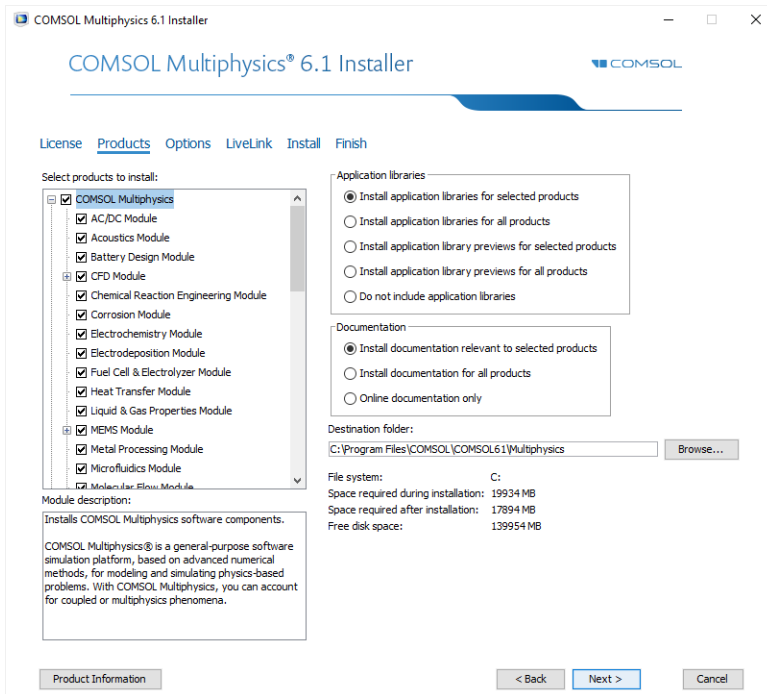 COMSOL Multiphysics 6.1 Installer
COMSOL Multiphysics® 6.1 Installer
COMSOL
License Products Options LiveLink Install Finish
Select products to install:
COMSOL Multiphysics
AC/DC Module
Acoustics Module
Battery Design Module
CFD Module
Chemical Reaction Engineering Module
Corrosion Module
Electrochemistry Module
Electrodeposition Module
Fuel Cell & Electrolyzer Module
Heat Transfer Module
Liquid & Gas Properties Module
MEMS Module
Metal Processing Module
Microfluidics Module
Molecular Flow Module
Module description:
Installs COMSOL Multiphysics software components.
COMSOL Multiphysics® is a general-purpose software
simulation platform, based on advanced numerical
methods, for modeling and simulating physics-based
problems. With COMSOL Multiphysics, you can account
for coupled or multiphysics phenomena.
Application libraries
Install application libraries for selected products
Install application libraries for all products
Install application library previews for selected products
Install application library previews for all products
Do not include application libraries
Documentation
Install documentation relevant to selected products
Install documentation for all products
Online documentation only
Destination folder:
C:\Program Files\COMSOL\COMSOL61\Multiphysics
Browse...
File system: C:
Space required during installation: 19934 MB
Space required after installation: 17894 MB
Free disk space: 139954 MB
Product Information
< Back
Next >
Cancel